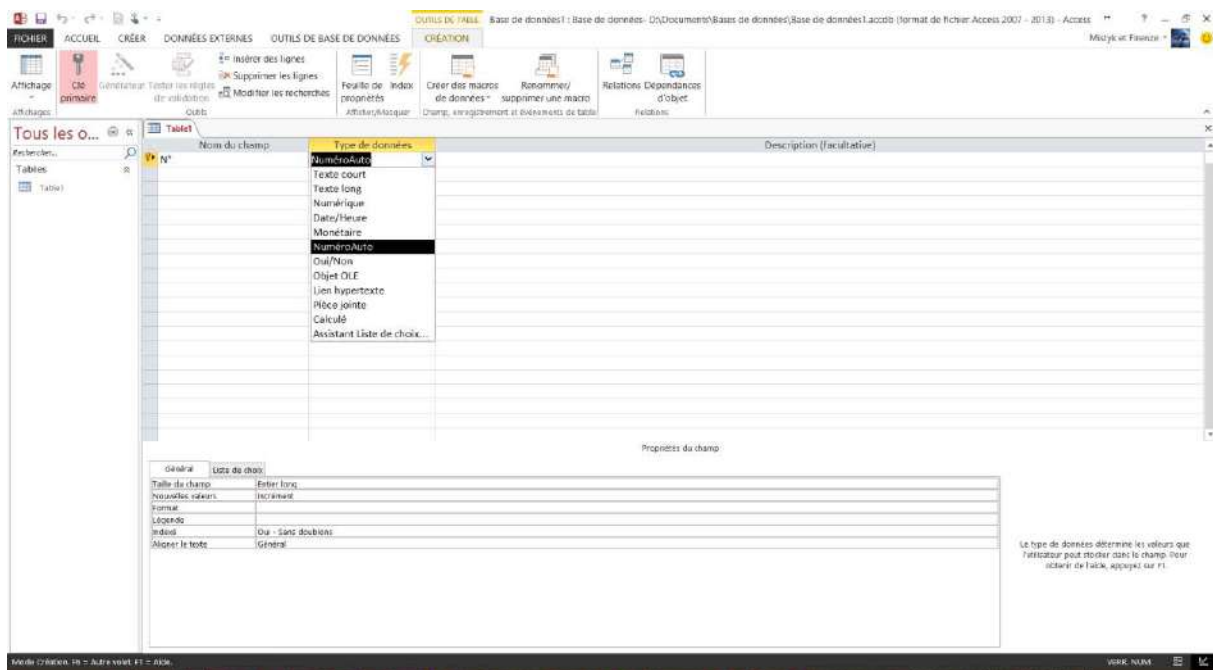 OUTILS DE TABLE Base de données1 : Base de données- D:\Documents\Bases de données\Base de données1.accdb (format de fichier Access 2007 - 2013) - Access
FICHIER ACCUEIL CRÉER DONNÉES EXTERNES OUTILS DE BASE DE DONNÉES CRÉATION Mistyk et Firenze
Affichage Clé primaire Générateur Tester les règles de validation
Insérer des lignes
Supprimer les lignes
Modifier les recherches
Feuille de propriétés Index Créer des macros de données Renommer/ supprimer une macro Relations Dépendances d'objet
Affichages Outils Afficher/Masquer Champ, enregistrement et événements de table Relations
Tous les o... Table1
Rechercher...
Tables
Table1
Nom du champ Type de données Description (facultative)
N° NuméroAuto
Texte court
Texte long
Numérique
Date/Heure
Monétaire
NuméroAuto
Oui/Non
Objet OLE
Lien hypertexte
Pièce jointe
Calculé
Assistant Liste de choix...
Propriétés du champ
Général Liste de choix
Taille du champ Entier long
Nouvelles valeurs Incrément
Format
Légende
Indexé Oui - Sans doublons
Aligner le texte Général
Le type de données détermine les valeurs que
l'utilisateur peut stocker dans le champ. Pour
obtenir de l'aide, appuyez sur F1.
Mode Création. F6 = Autre volet. F1 = Aide. VERR. NUM.